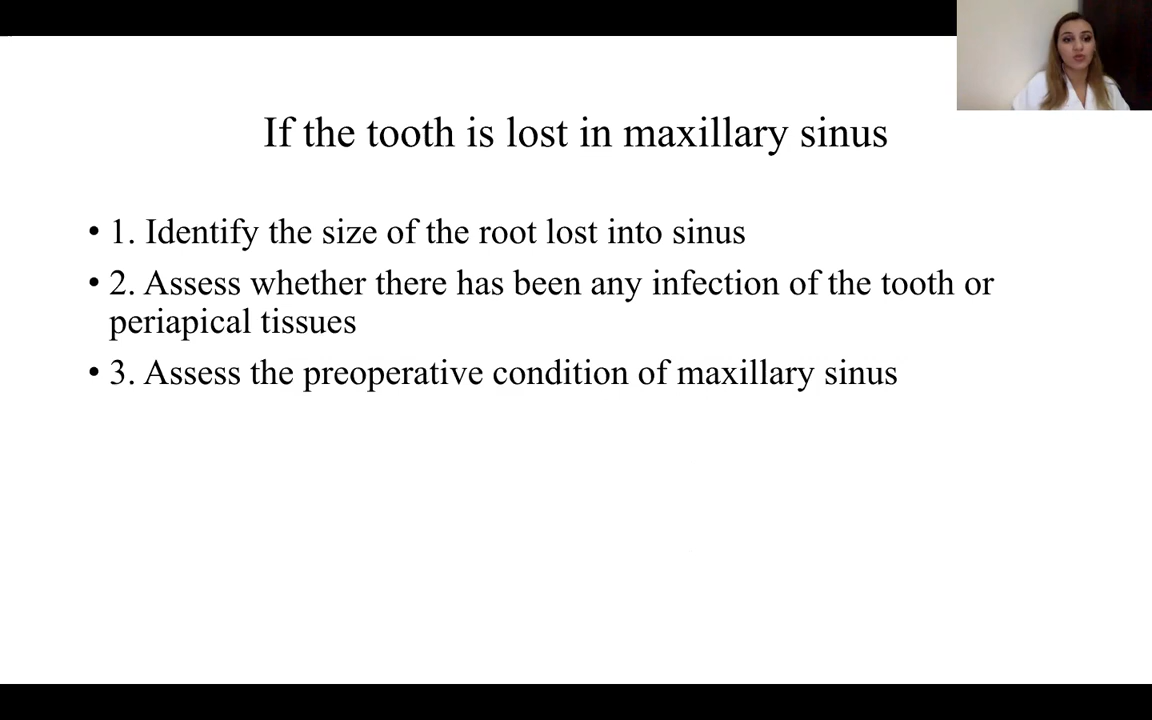 If the tooth is lost in maxillary sinus
• 1. Identify the size of the root lost into sinus
• 2. Assess whether there has been any infection of the tooth or
periapical tissues
• 3. Assess the preoperative condition of maxillary sinus